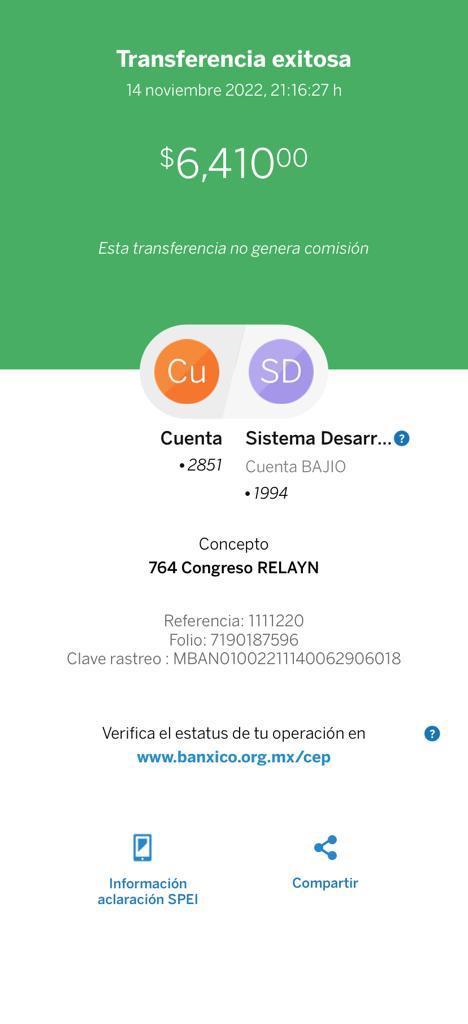 Transferencia exitosa
14 noviembre 2022, 21:16:27 h
$6,41000
Esta transferencia no genera comisión
Cu SD
Cuenta Sistema Desarr... ?
•2851 Cuenta BAJIO
•1994
Concepto
764 Congreso RELAYN
Referencia: 1111220
Folio: 7190187596
Clave rastreo : MBAN01002211140062906018
Verifica el estatus de tu operación en ?
www.banxico.org.mx/cep
Información Compartir
aclaración SPEI